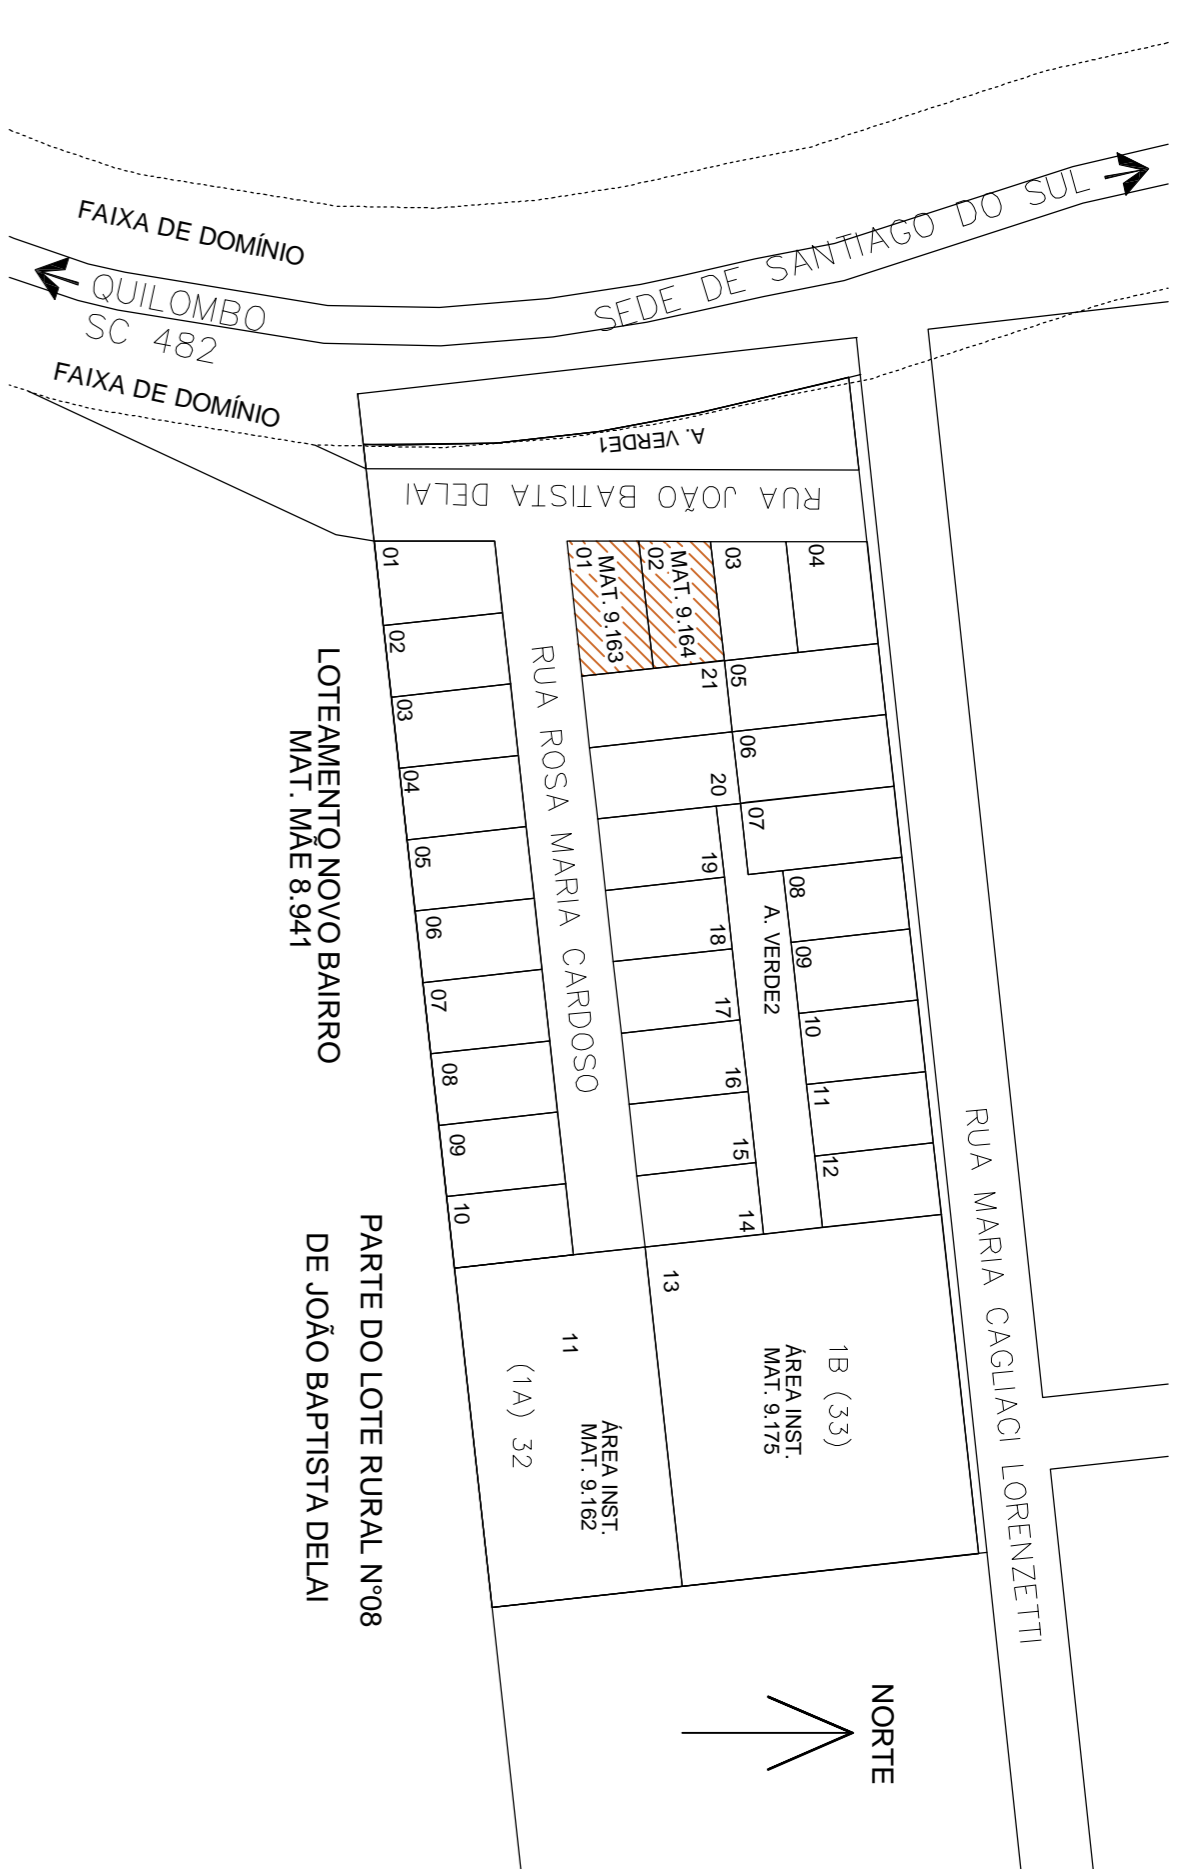 FAIXA DE DOMÍNIO
QUILOMBO
SC 482
FAIXA DE DOMÍNIO
SEDE DE SANTIAGO DO SUL
A. VERDE1
RUA JOÃO BATISTA DELAI
01
MAT. 9.163
02
MAT. 9.164
03
04
05
06
07
08
09
10
11
12
A. VERDE2
21
20
19
18
17
16
15
14
RUA ROSA MARIA CARDOSO
01
02
03
04
05
06
07
08
09
10
RUA MARIA CAGLIACI LORENZETTI
13
1B (33)
ÁREA INST.
MAT. 9.175
11
ÁREA INST.
MAT. 9.162
(1A) 32
LOTEAMENTO NOVO BAIRRO
MAT. MÃE 8.941
PARTE DO LOTE RURAL N°08
DE JOÃO BAPTISTA DELAI
NORTE